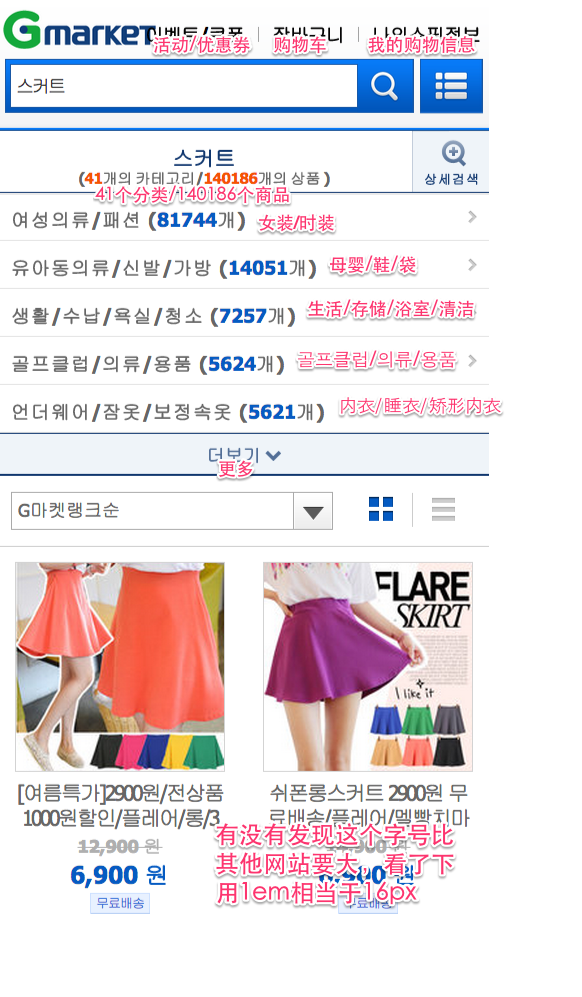 Gmarket
이벤트/쿠폰 장바구니 나의쇼핑정보
活动/优惠券 购物车 我的购物信息
스커트
스커트
(41개의 카테고리/140186개의 상품 )
41个分类/140186个商品
상세검색
여성의류/패션 (81744개) 女装/时装
유아동의류/신발/가방 (14051개) 母婴/鞋/袋
생활/수납/욕실/청소 (7257개) 生活/存储/浴室/清洁
골프클럽/의류/용품 (5624개) 골프클럽/의류/용품
언더웨어/잠옷/보정속옷 (5621개) 内衣/睡衣/矫形内衣
더보기
更多
G마켓랭크순
FLARE
SKIRT
I like it
[여름특가]2900원/전상품
1000원할인/플레어/롱/3
12,900 원
6,900 원
무료배송
쉬폰롱스커트 2900원 무
료배송/플레어/멜빵치마
有没有发现这个字号比
其他网站要大，看了下
用1em相当于16px
무료배송